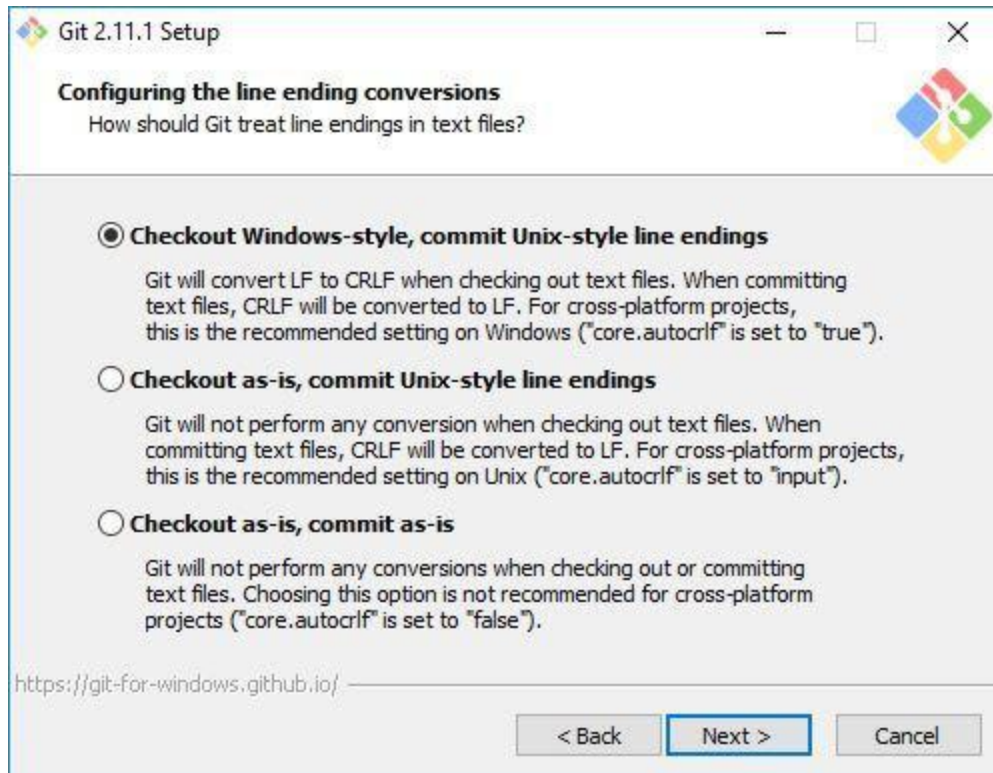 Git 2.11.1 Setup
Configuring the line ending conversions
How should Git treat line endings in text files?
Checkout Windows-style, commit Unix-style line endings
Git will convert LF to CRLF when checking out text files. When committing
text files, CRLF will be converted to LF. For cross-platform projects,
this is the recommended setting on Windows ("core.autocrlf" is set to "true").
Checkout as-is, commit Unix-style line endings
Git will not perform any conversion when checking out text files. When
committing text files, CRLF will be converted to LF. For cross-platform projects,
this is the recommended setting on Unix ("core.autocrlf" is set to "input").
Checkout as-is, commit as-is
Git will not perform any conversions when checking out or committing
text files. Choosing this option is not recommended for cross-platform
projects ("core.autocrlf" is set to "false").
https://git-for-windows.github.io/
< Back Next > Cancel